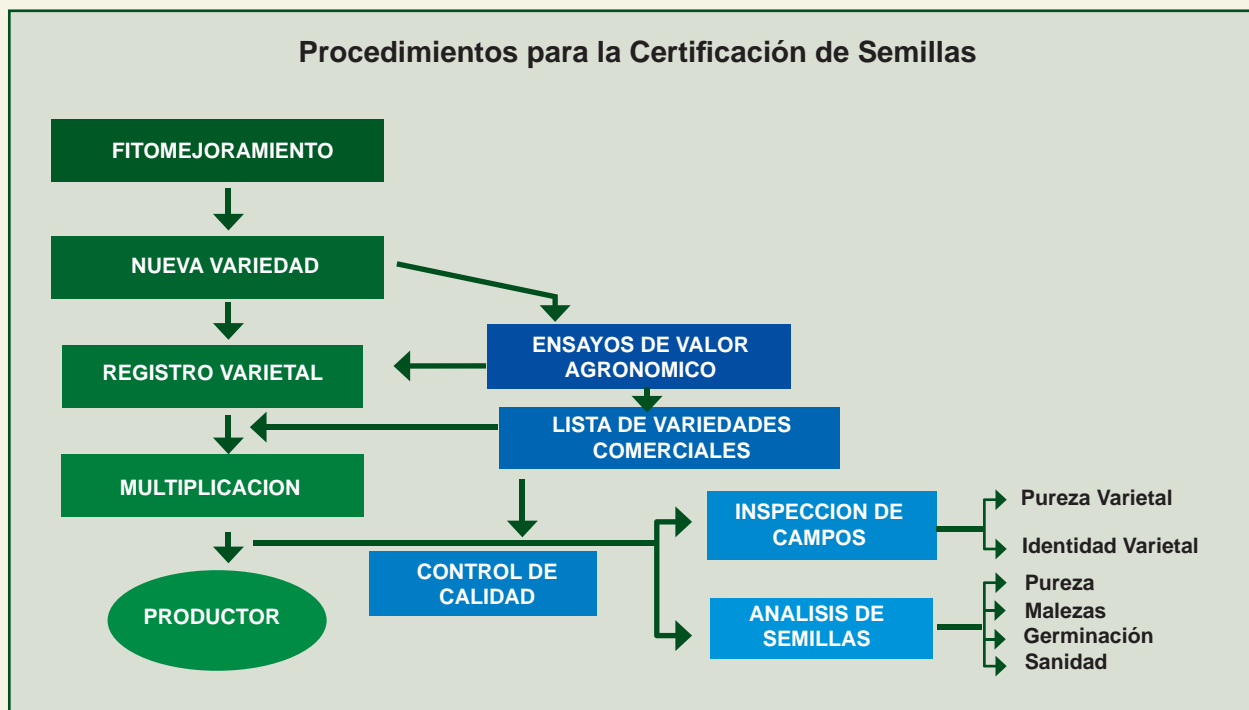 Procedimientos para la Certificación de Semillas
FITOMEJORAMIENTO
NUEVA VARIEDAD
ENSAYOS DE VALOR
AGRONOMICO
REGISTRO VARIETAL
LISTA DE VARIEDADES
COMERCIALES
MULTIPLICACION
INSPECCION DE
CAMPOS
Pureza Varietal
Identidad Varietal
CONTROL DE
CALIDAD
PRODUCTOR
ANALISIS DE
SEMILLAS
Pureza
Malezas
Germinación
Sanidad